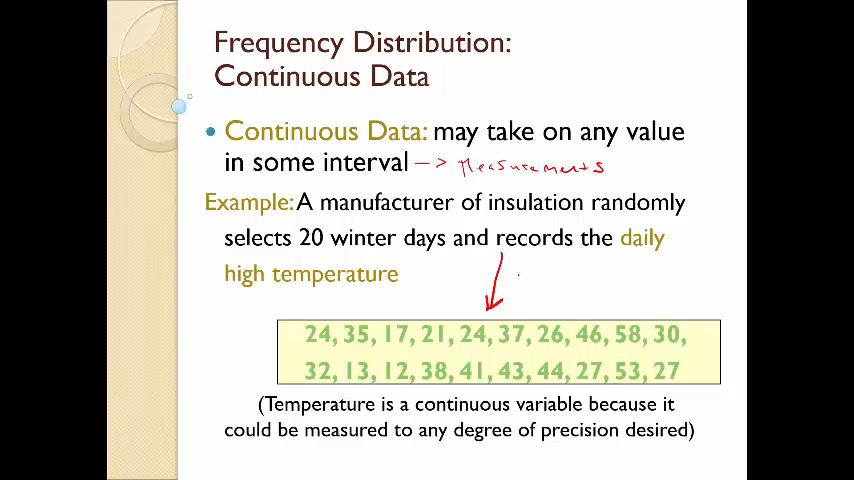 Frequency Distribution:
Continuous Data
• Continuous Data: may take on any value
in some interval -> Measurements
Example: A manufacturer of insulation randomly
selects 20 winter days and records the daily
high temperature
24, 35, 17, 21, 24, 37, 26, 46, 58, 30,
32, 13, 12, 38, 41, 43, 44, 27, 53, 27
(Temperature is a continuous variable because it
could be measured to any degree of precision desired)